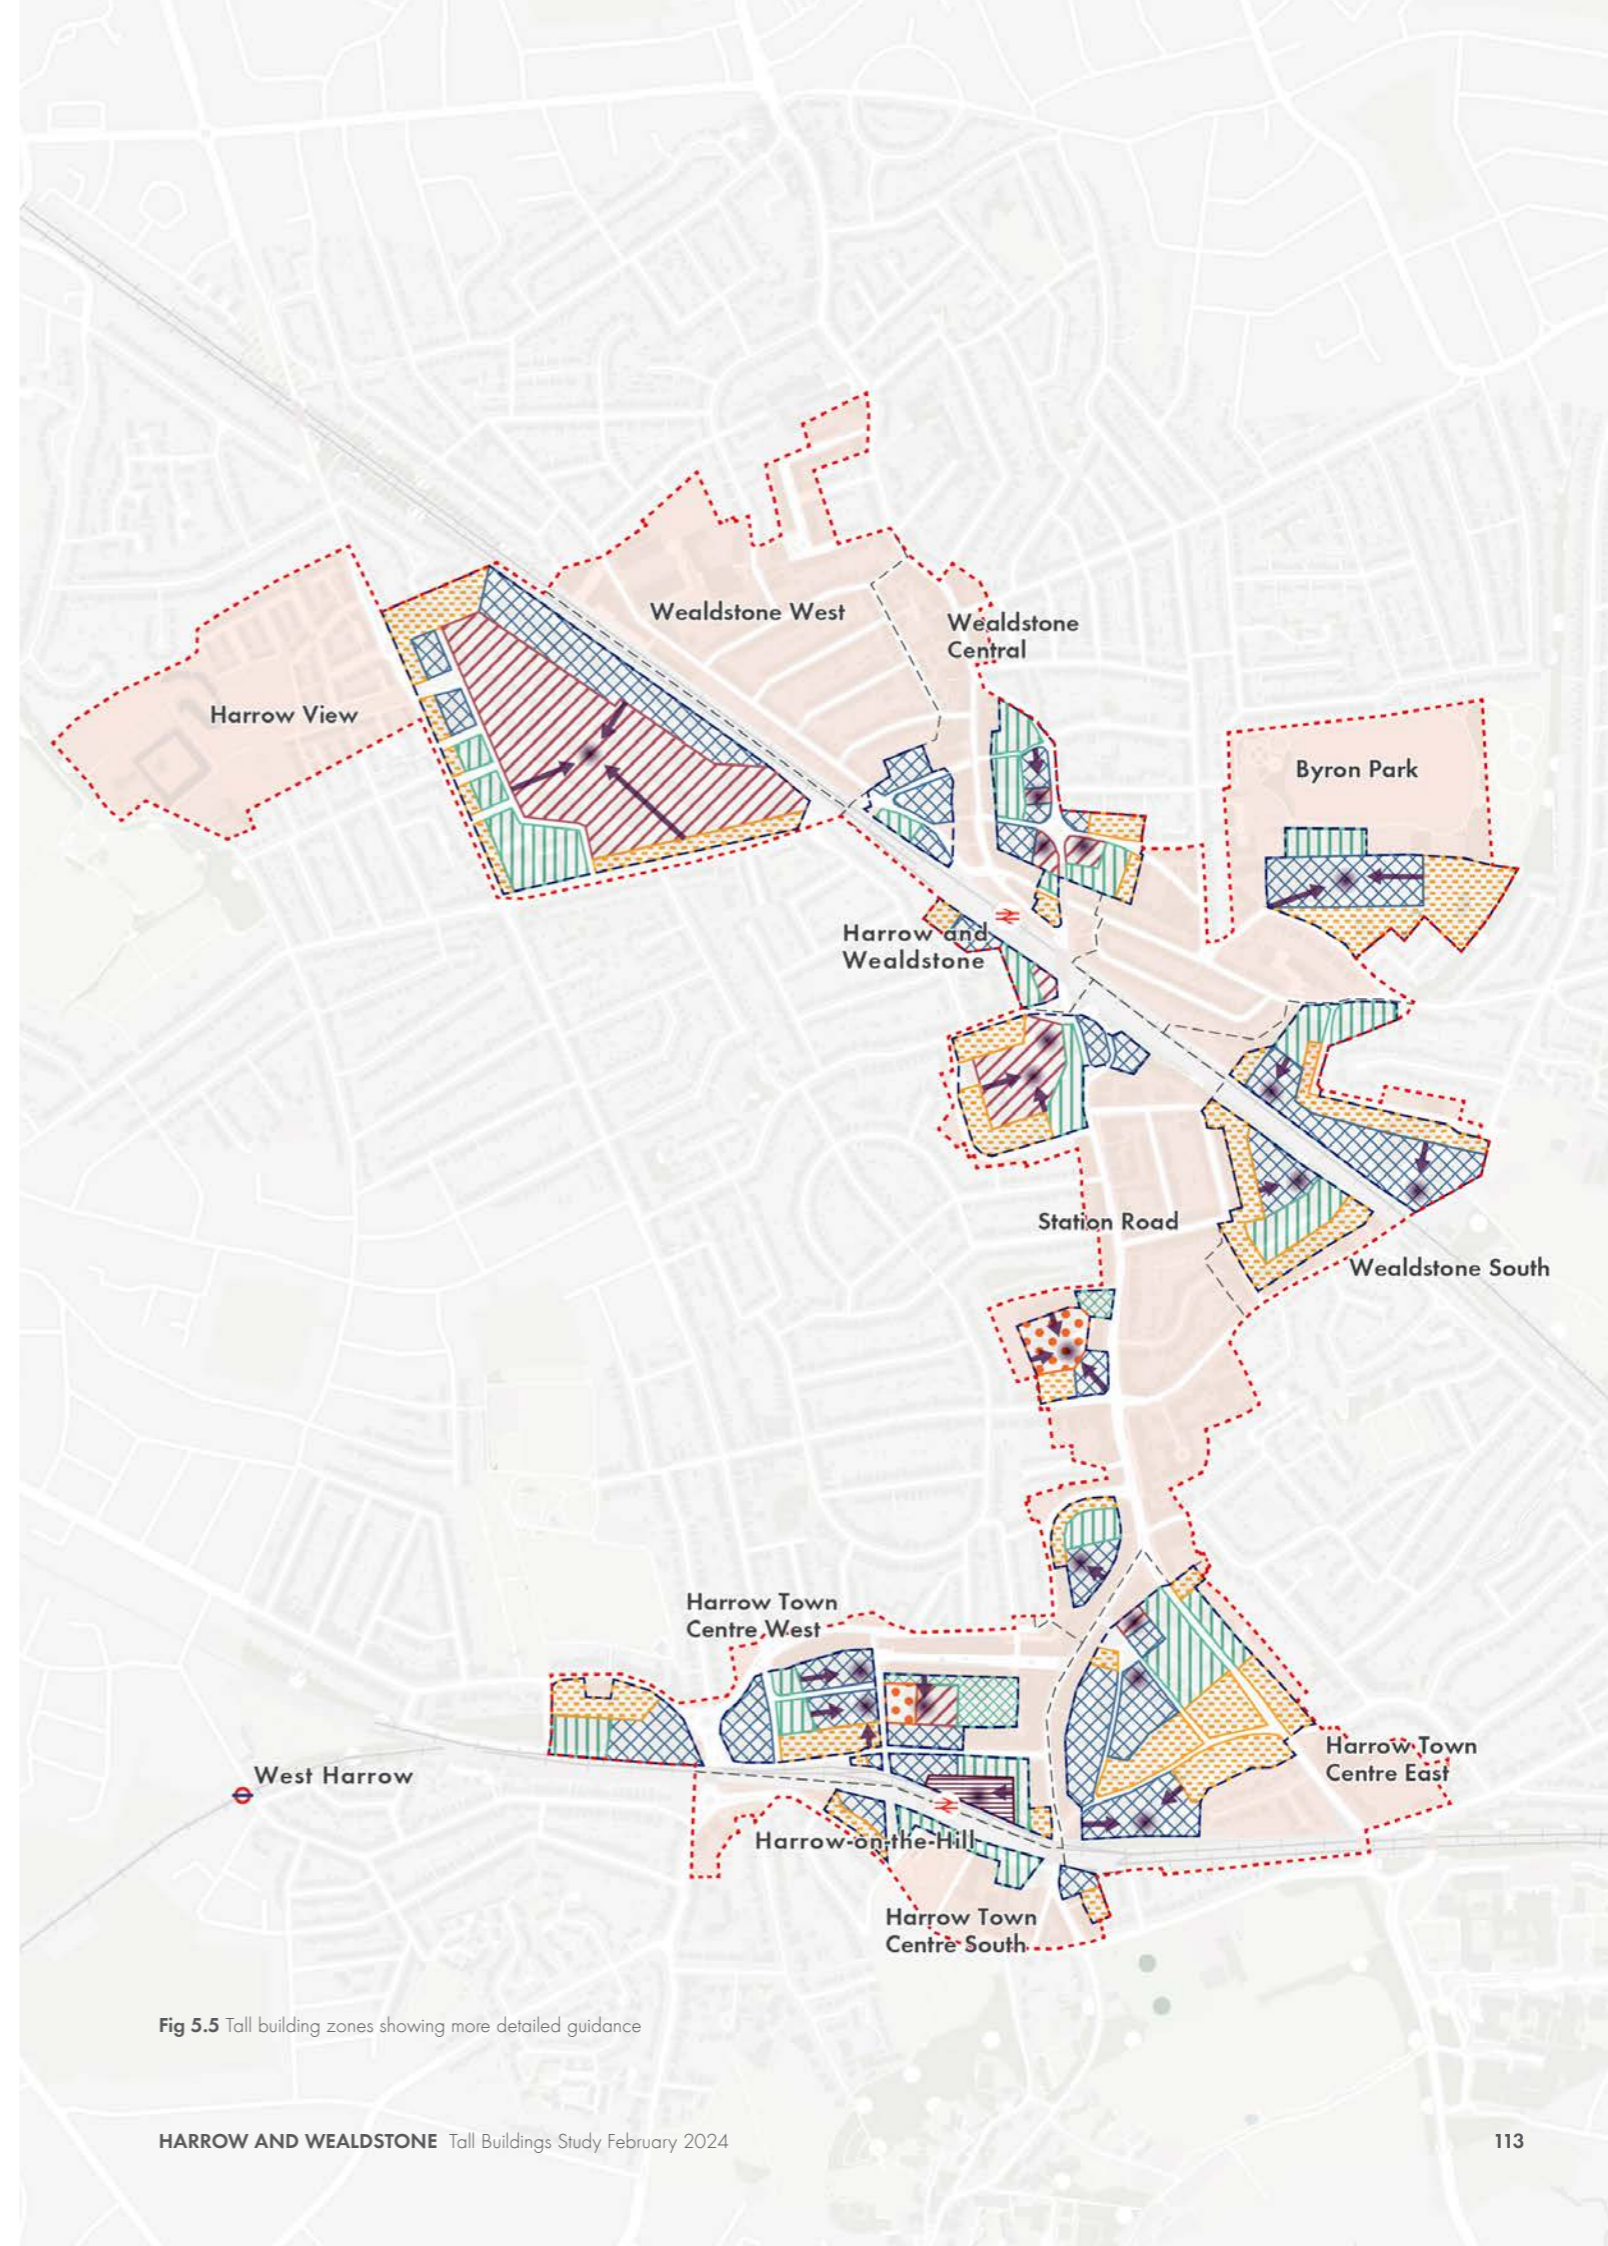 Wealdstone West
Wealdstone
Central
Harrow View
Byron Park
Harrow and
Wealdstone
Station Road
Wealdstone South
Harrow Town
Centre West
Harrow Town
Centre East
West Harrow
Harrow-on-the-Hill
Harrow Town
Centre South
Fig 5.5 Tall building zones showing more detailed guidance
HARROW AND WEALDSTONE Tall Buildings Study February 2024
113